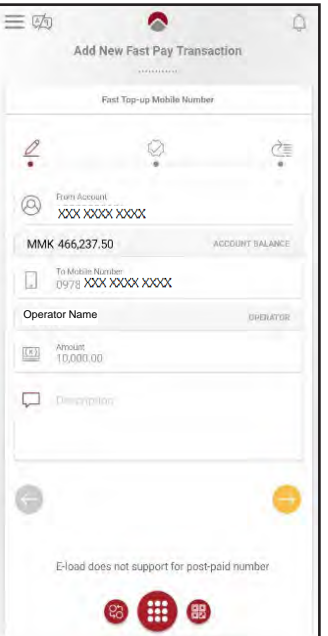 Add New Fast Pay Transaction
Fast Top-up Mobile Number
From Account
XXX XXXX XXXX
MMK 466,237.50 ACCOUNT BALANCE
To Mobile Number
0978 XXX XXXX XXXX
Operator Name OPERATOR
Amount
10,000.00
Description
E-load does not support for post-paid number